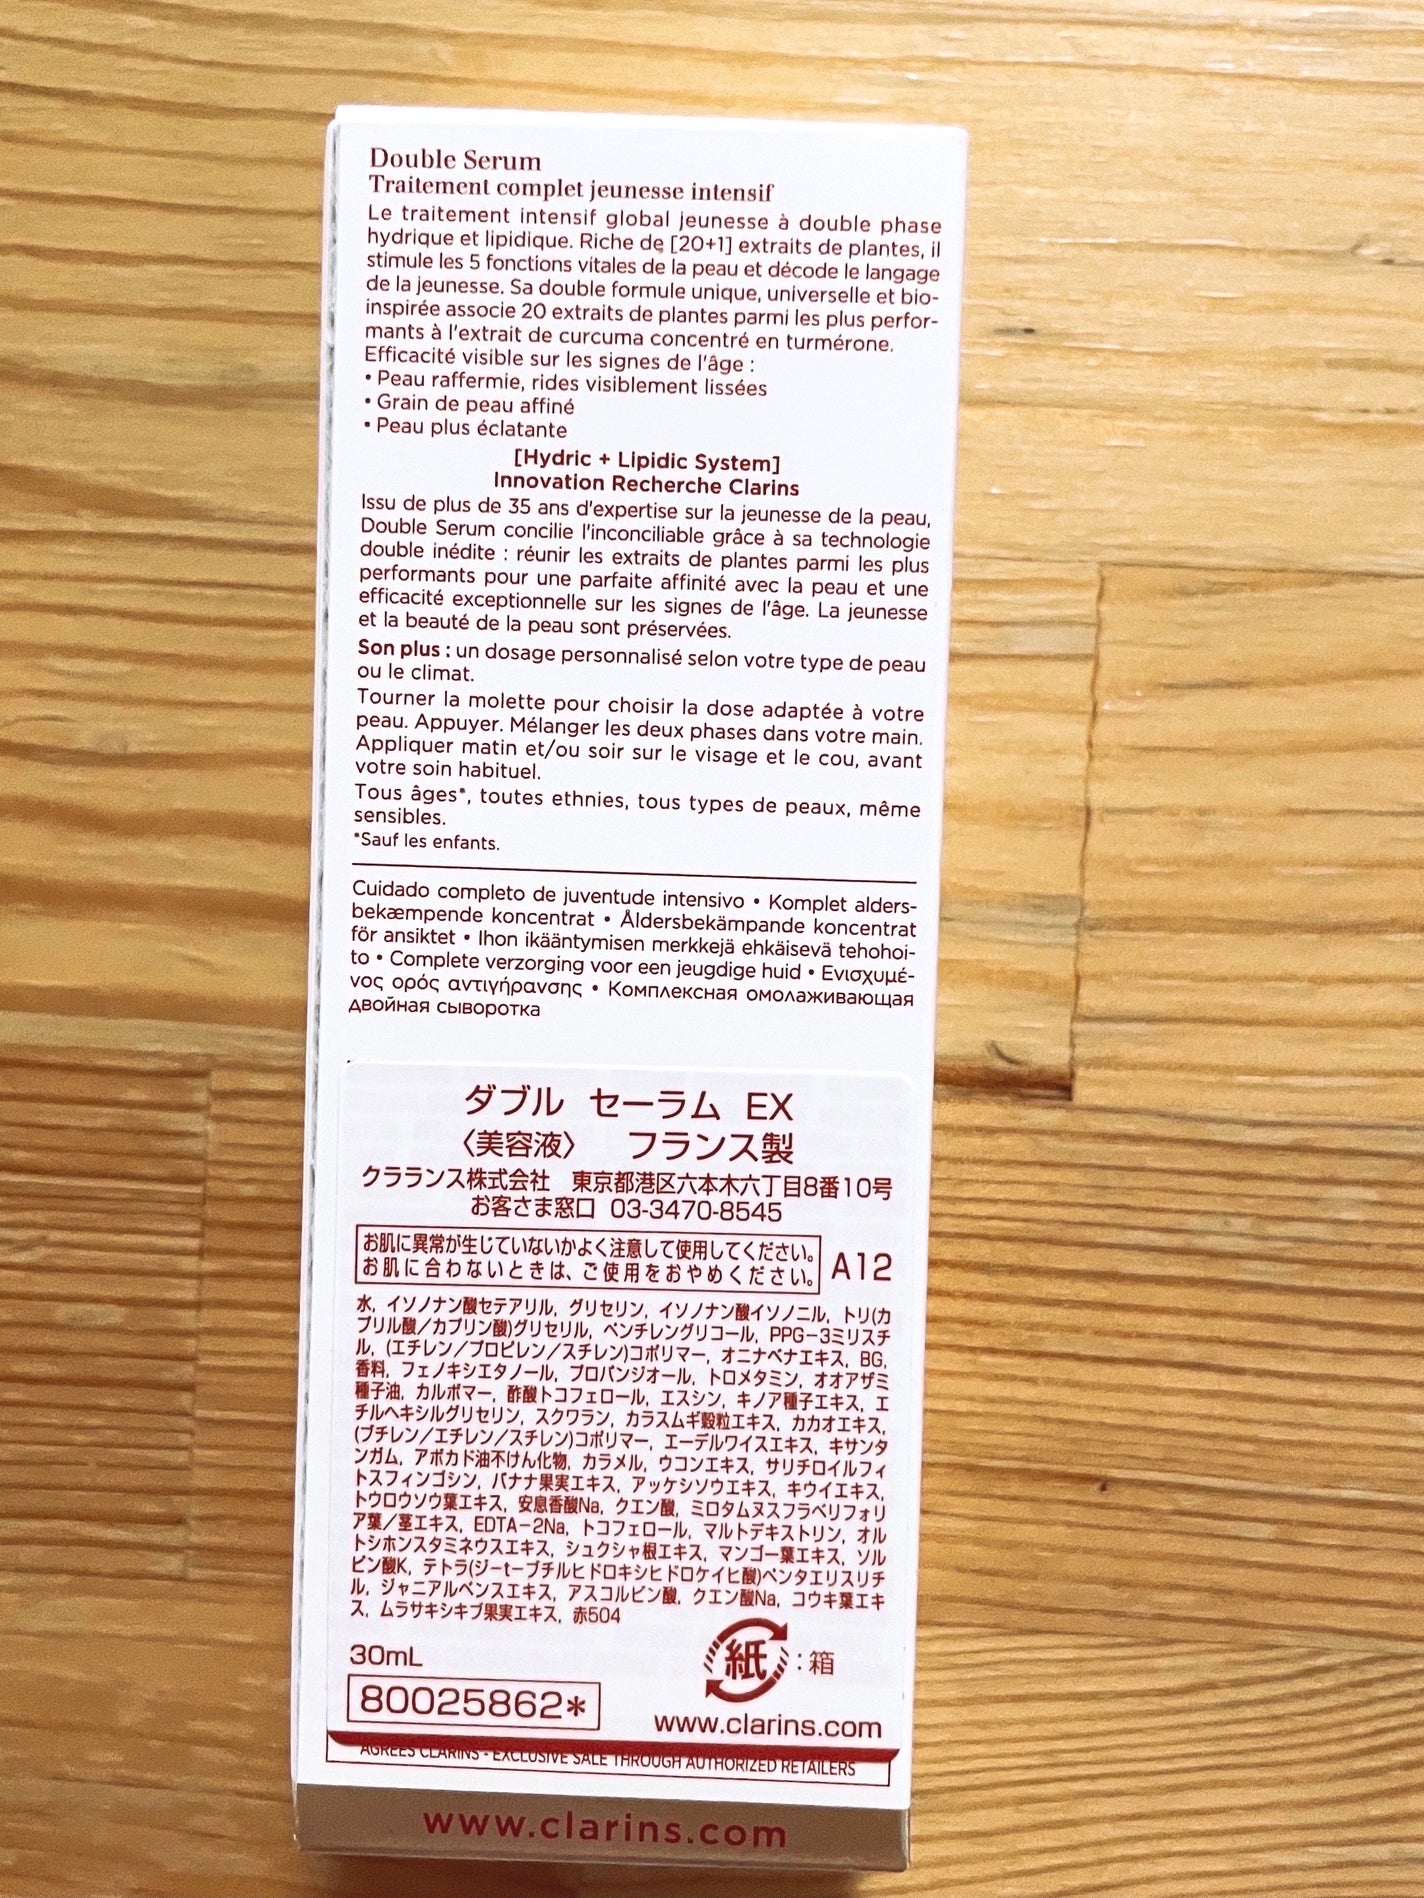 Double Serum
Traitement complet jeunesse intensif
Le traitement intensif global jeunesse à double phase
hydrique et lipidique. Riche de [20+1] extraits de plantes, il
stimule les 5 fonctions vitales de la peau et décode le langage
de la jeunesse. Sa double formule unique, universelle et bio-
inspirée associe 20 extraits de plantes parmi les plus perfor-
mants à l'extrait de curcuma concentré en turmérone.
Efficacité visible sur les signes de l'âge :
• Peau raffermie, rides visiblement lissées
• Grain de peau affiné
• Peau plus éclatante
[Hydric + Lipidic System]
Innovation Recherche Clarins
Issu de plus de 35 ans d'expertise sur la jeunesse de la peau,
Double Serum concilie l'inconciliable grâce à sa technologie
double inédite : réunir les extraits de plantes parmi les plus
performants pour une parfaite affinité avec la peau et une
efficacité exceptionnelle sur les signes de l'âge. La jeunesse
et la beauté de la peau sont préservées.
Son plus : un dosage personnalisé selon votre type de peau
ou le climat.
Tourner la molette pour choisir la dose adaptée à votre
peau. Appuyer. Mélanger les deux phases dans votre main.
Appliquer matin et/ou soir sur le visage et le cou, avant
votre soin habituel.
Tous âges*, toutes ethnies, tous types de peaux, même
sensibles.
*Sauf les enfants.
Cuidado completo de juventude intensivo • Komplet alders-
bekæmpende koncentrat • Åldersbekämpande koncentrat
för ansiktet • Ihon ikääntymisen merkkejä ehkäisevä tehohoi-
to • Complete verzorging voor een jeugdige huid • Ενισχυμέ-
νος ορός αντιγήρανσης • Комплексная омолаживающая
двойная сыворотка
ダブル セーラム EX
〈美容液〉 フランス製
クラランス株式会社 東京都港区六本木六丁目8番10号
お客さま窓口 03-3470-8545
お肌に異常が生じていないかよく注意して使用してください。
お肌に合わないときは、ご使用をおやめください。 A12
水, イソノナン酸セテアリル, グリセリン, イソノナン酸イソノニル, トリ(カ
プリル酸/カプリン酸)グリセリル, ペンチレングリコール, PPG-3ミリスチ
ル, (エチレン/プロピレン/スチレン)コポリマー, オニナベナエキス, BG,
香料, フェノキシエタノール, プロパンジオール, トロメタミン, オオアザミ
種子油, カルボマー, 酢酸トコフェロール, エスシン, キノア種子エキス, エ
チルヘキシルグリセリン, スクワラン, カラスムギ穀粒エキス, カカオエキス,
(ブチレン/エチレン/スチレン)コポリマー, エーデルワイスエキス, キサンタ
ンガム, アボカド油不けん化物, カラメル, ウコンエキス, サリチロイルフィ
トスフィンゴシン, バナナ果実エキス, アッケシソウエキス, キウイエキス,
トウロウソウ葉エキス, 安息香酸Na, クエン酸, ミロタムヌスフラベリフォリ
ア葉/茎エキス, EDTA-2Na, トコフェロール, マルトデキストリン, オル
トシホンスタミネウスエキス, シュクシャ根エキス, マンゴー葉エキス, ソル
ビン酸K, テトラ(ジ-t-ブチルヒドロキシヒドロケイヒ酸)ペンタエリスリチ
ル, ジャニアルベンスエキス, アスコルビン酸, クエン酸Na, コウキ葉エキ
ス, ムラサキシキブ果実エキス, 赤504
30mL
紙 : 箱
80025862*
www.clarins.com
AGREES CLARINS - EXCLUSIVE SALE THROUGH AUTHORIZED RETAILERS
www.clarins.com